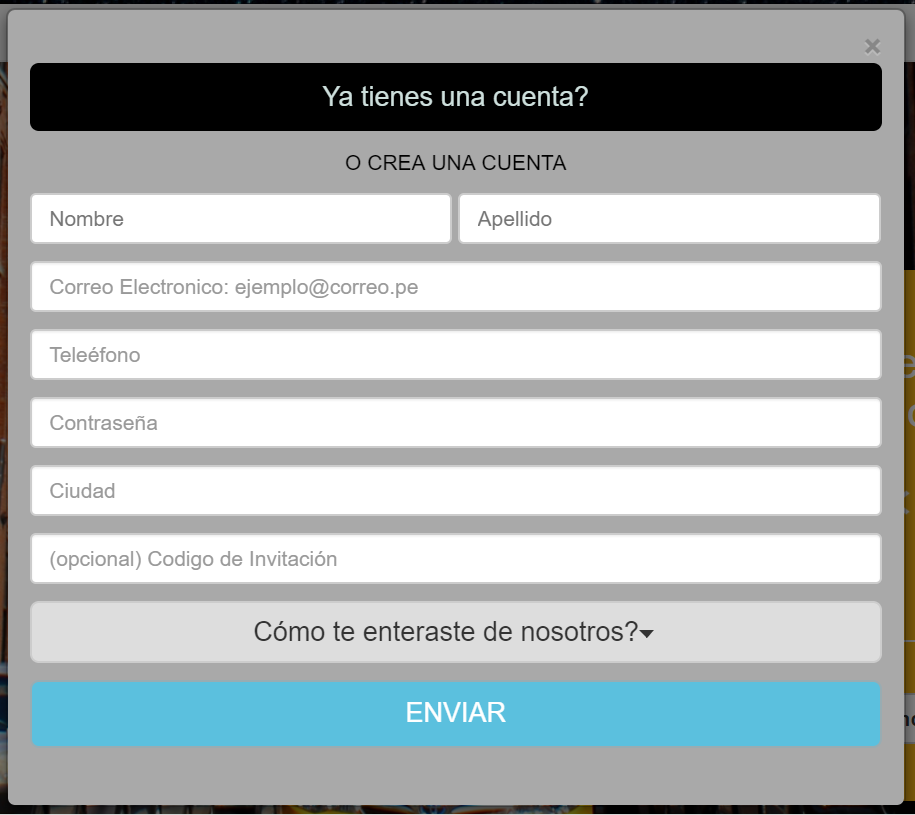 ×
Ya tienes una cuenta?
O CREA UNA CUENTA
Nombre
Apellido
Correo Electronico: ejemplo@correo.pe
Teleéfono
Contraseña
Ciudad
(opcional) Codigo de Invitación
Cómo te enteraste de nosotros?
ENVIAR